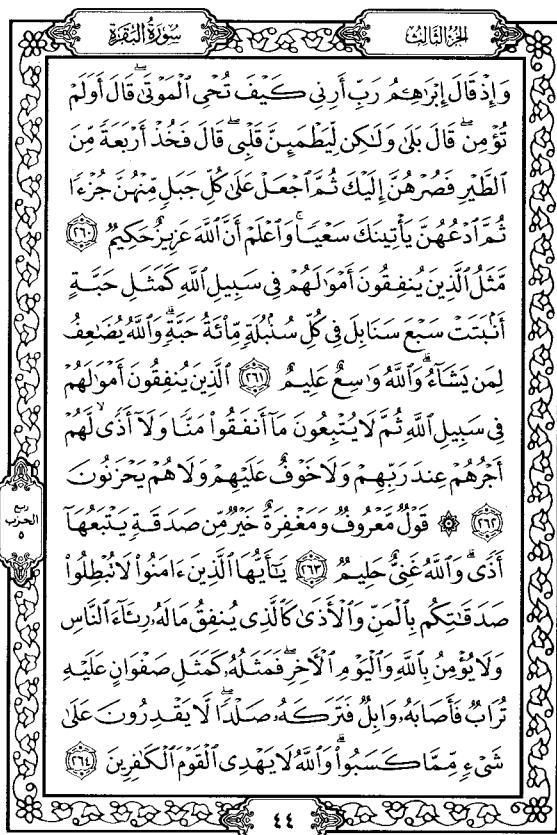 الجزء الثالث
سورة البقرة
وَإِذۡ قَالَ إِبۡرَٰهِـۧمُ رَبِّ أَرِنِي كَيۡفَ تُحۡيِ ٱلۡمَوۡتَىٰۖ قَالَ أَوَلَمۡ
تُؤۡمِنۖ قَالَ بَلَىٰ وَلَٰكِن لِّيَطۡمَئِنَّ قَلۡبِيۖ قَالَ فَخُذۡ أَرۡبَعَةٗ مِّنَ
ٱلطَّيۡرِ فَصُرۡهُنَّ إِلَيۡكَ ثُمَّ ٱجۡعَلۡ عَلَىٰ كُلِّ جَبَلٖ مِّنۡهُنَّ جُزۡءٗا
ثُمَّ ٱدۡعُهُنَّ يَأۡتِينَكَ سَعۡيٗاۚ وَٱعۡلَمۡ أَنَّ ٱللَّهَ عَزِيزٌ حَكِيمٞ ٢٦٠
مَّثَلُ ٱلَّذِينَ يُنفِقُونَ أَمۡوَٰلَهُمۡ فِي سَبِيلِ ٱللَّهِ كَمَثَلِ حَبَّةٍ
أَنۢبَتَتۡ سَبۡعَ سَنَابِلَ فِي كُلِّ سُنۢبُلَةٖ مِّاْئَةُ حَبَّةٖۗ وَٱللَّهُ يُضَٰعِفُ
لِمَن يَشَآءُۚ وَٱللَّهُ وَٰسِعٌ عَلِيمٌ ٢٦١ ٱلَّذِينَ يُنفِقُونَ أَمۡوَٰلَهُمۡ
فِي سَبِيلِ ٱللَّهِ ثُمَّ لَا يُتۡبِعُونَ مَآ أَنفَقُواْ مَنّٗا وَلَآ أَذٗى لَّهُمۡ
أَجۡرُهُمۡ عِندَ رَبِّهِمۡ وَلَا خَوۡفٌ عَلَيۡهِمۡ وَلَا هُمۡ يَحۡزَنُونَ
٢٦٢ ۞ قَوۡلٞ مَّعۡرُوفٞ وَمَغۡفِرَةٌ خَيۡرٞ مِّن صَدَقَةٖ يَتۡبَعُهَآ
أَذٗىۗ وَٱللَّهُ غَنِيٌّ حَلِيمٞ ٢٦٣ يَٰٓأَيُّهَا ٱلَّذِينَ ءَامَنُواْ لَا تُبۡطِلُواْ
صَدَقَٰتِكُم بِٱلۡمَنِّ وَٱلۡأَذَىٰ كَٱلَّذِي يُنفِقُ مَالَهُۥ رِئَآءَ ٱلنَّاسِ
وَلَا يُؤۡمِنُ بِٱللَّهِ وَٱلۡيَوۡمِ ٱلۡأٓخِرِۖ فَمَثَلُهُۥ كَمَثَلِ صَفۡوَانٍ عَلَيۡهِ
تُرَابٞ فَأَصَابَهُۥ وَابِلٞ فَتَرَكَهُۥ صَلۡدٗاۖ لَّا يَقۡدِرُونَ عَلَىٰ
شَيۡءٖ مِّمَّا كَسَبُواْۗ وَٱللَّهُ لَا يَهۡدِي ٱلۡقَوۡمَ ٱلۡكَٰفِرِينَ ٢٦٤
ربع
الحزب
٥
٤٤